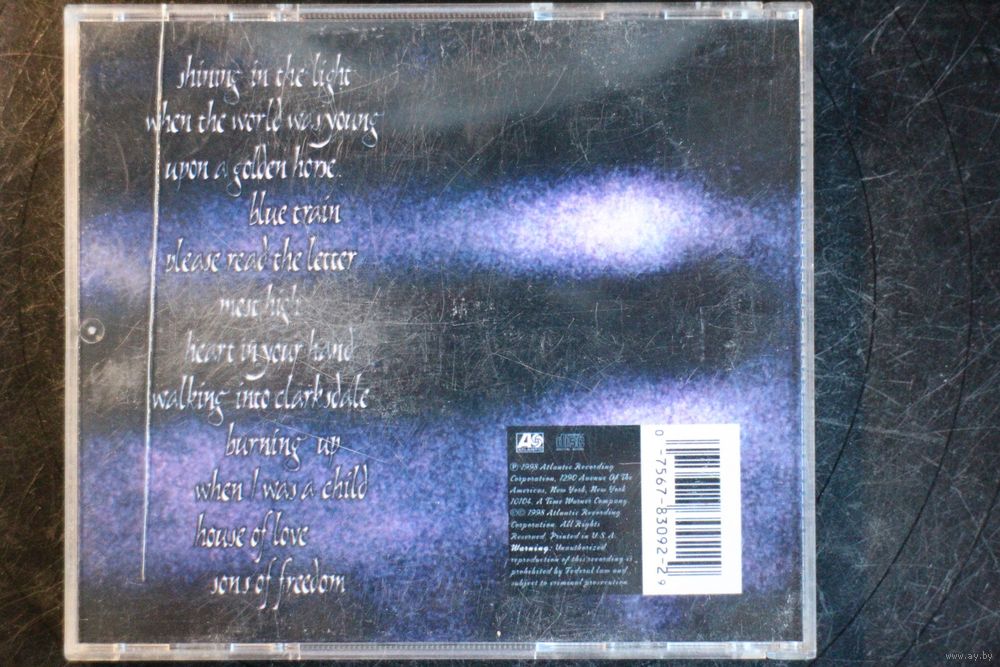 shining in the light
when the world was young
upon a golden horse
blue train
please read the letter
most high
heart in your hand
walking into clarksdale
burning up
when I was a child
house of love
sons of freedom
℗ 1998 Atlantic Recording
Corporation, 1290 Avenue Of The
Americas, New York, New York
10104. A Time Warner Company.
©℗ 1998 Atlantic Recording
Corporation. All Rights
Reserved. Printed in U.S.A.
Warning: Unauthorized
reproduction of this recording is
prohibited by Federal law and
subject to criminal prosecution.
0 7567-83092-2 9
www.ay.by